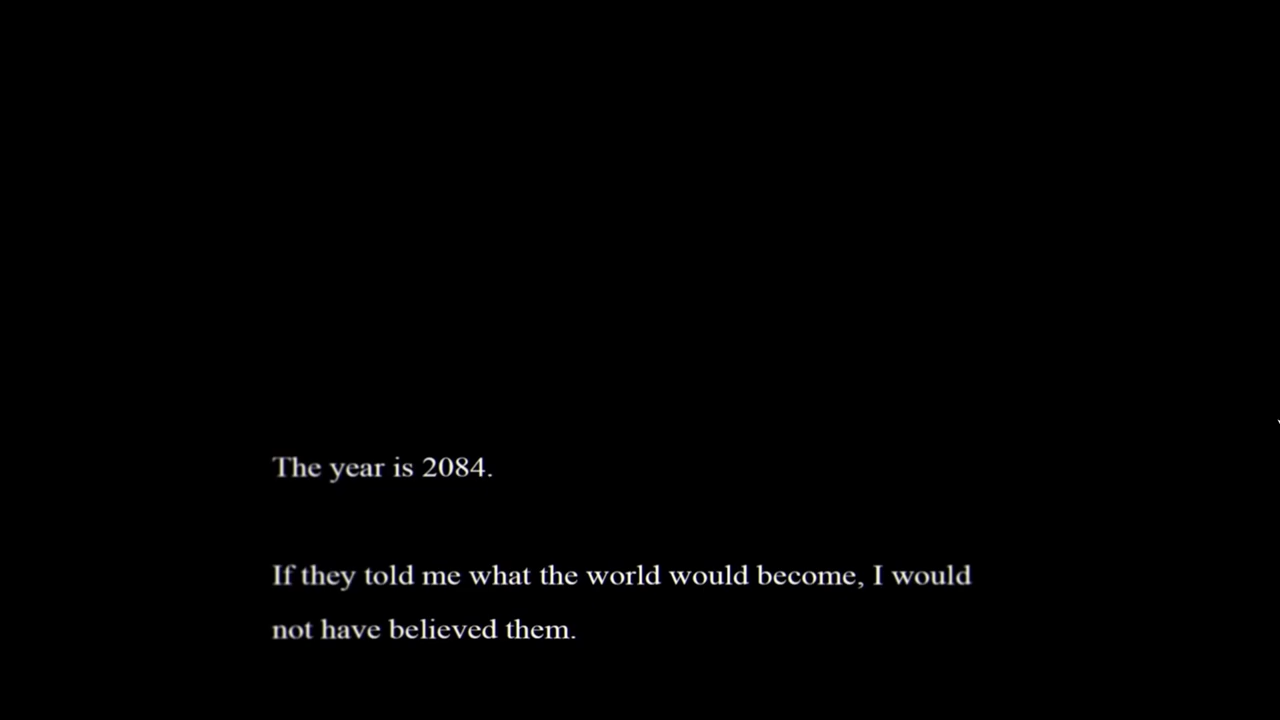 The year is 2084.
If they told me what the world would become, I would
not have believed them.